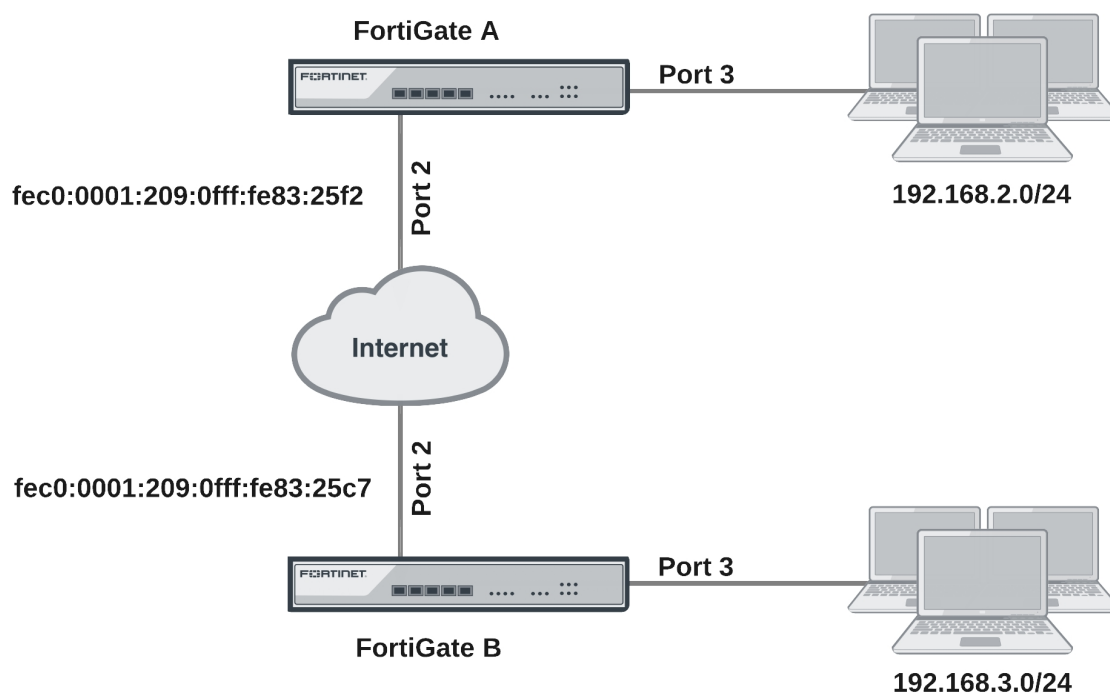 FortiGate A
FORTINET
Port 3
fec0:0001:209:0fff:fe83:25f2
Port 2
192.168.2.0/24
Internet
Port 2
fec0:0001:209:0fff:fe83:25c7
FORTINET
Port 3
FortiGate B
192.168.3.0/24